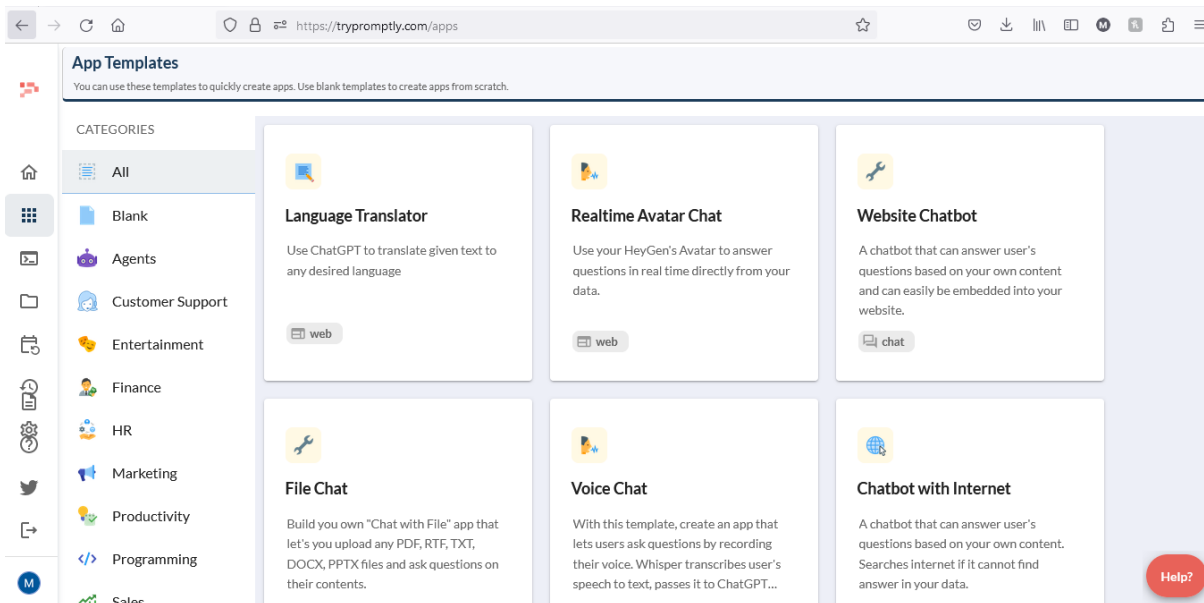 https://trypromptly.com/apps
M
App Templates
You can use these templates to quickly create apps. Use blank templates to create apps from scratch.
CATEGORIES
All
Blank
Agents
Customer Support
Entertainment
Finance
HR
Marketing
Productivity
Programming
Sales
Language Translator
Use ChatGPT to translate given text to
any desired language
web
Realtime Avatar Chat
Use your HeyGen's Avatar to answer
questions in real time directly from your
data.
web
Website Chatbot
A chatbot that can answer user's
questions based on your own content
and can easily be embedded into your
website.
chat
File Chat
Build you own "Chat with File" app that
let's you upload any PDF, RTF, TXT,
DOCX, PPTX files and ask questions on
their contents.
Voice Chat
With this template, create an app that
lets users ask questions by recording
their voice. Whisper transcribes user's
speech to text, passes it to ChatGPT...
Chatbot with Internet
A chatbot that can answer user's
questions based on your own content.
Searches internet if it cannot find
answer in your data.
M
Help?